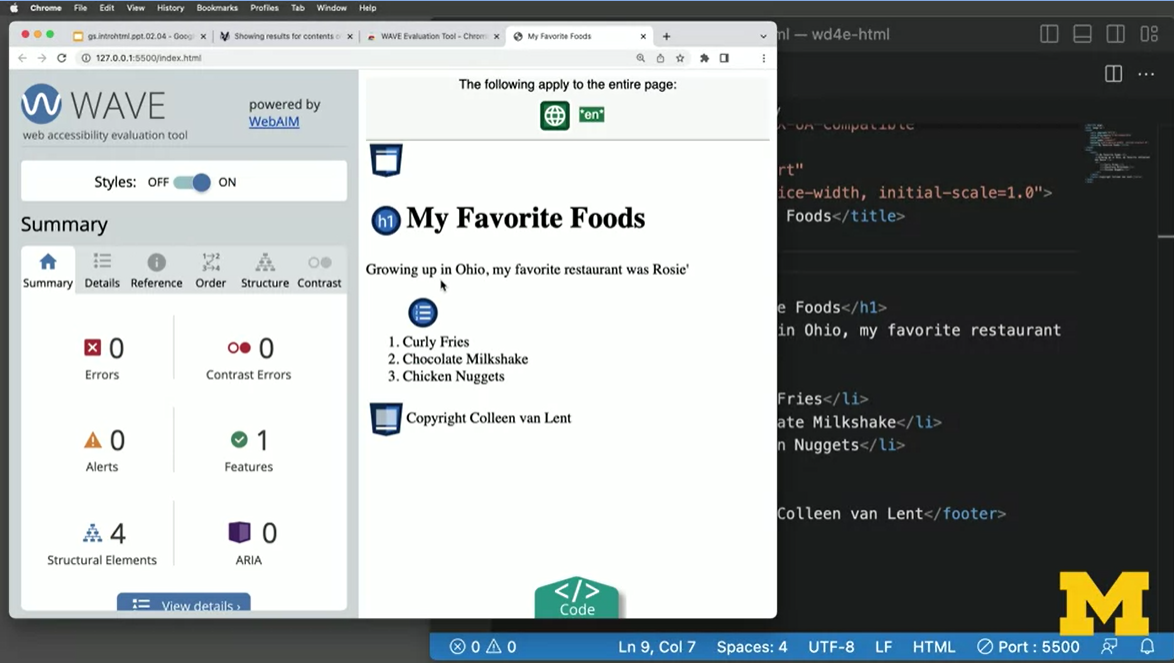 Chrome File Edit View History Bookmarks Profiles Tab Window Help
gs.introhtml.ppt.02.04 - Goog
Showing results for contents o
WAVE Evaluation Tool - Chrom
My Favorite Foods
ml — wd4e-html
127.0.0.1:5500/index.html
WAVE
web accessibility evaluation tool
powered by
WebAIM
Styles: OFF ON
Summary
Summary Details Reference Order Structure Contrast
0
Errors
0
Contrast Errors
0
Alerts
1
Features
4
Structural Elements
0
ARIA
View details ›
The following apply to the entire page:
*en*
h1 My Favorite Foods
Growing up in Ohio, my favorite restaurant was Rosie'
1. Curly Fries
2. Chocolate Milkshake
3. Chicken Nuggets
Copyright Colleen van Lent
</>
Code
X-UA-Compatible
rt"
ice-width, initial-scale=1.0">
Foods</title>
e Foods</h1>
in Ohio, my favorite restaurant
Fries</li>
ate Milkshake</li>
n Nuggets</li>
Colleen van Lent</footer>
M
0 0 Ln 9, Col 7 Spaces: 4 UTF-8 LF HTML Port : 5500